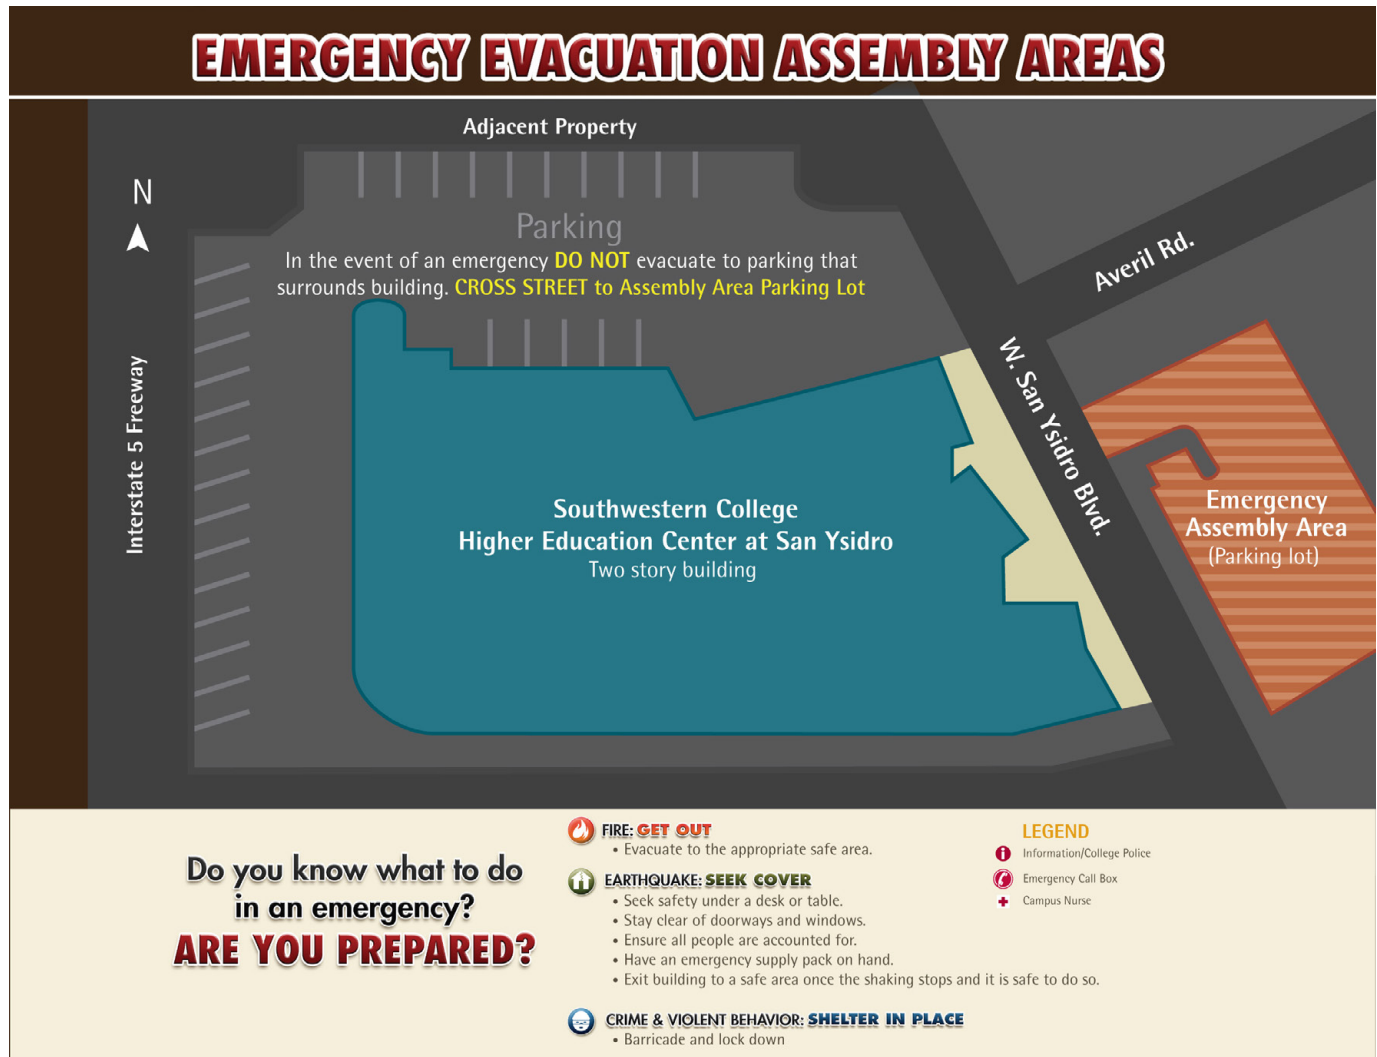 EMERGENCY EVACUATION ASSEMBLY AREAS
Adjacent Property
N
Parking
In the event of an emergency DO NOT evacuate to parking that
surrounds building. CROSS STREET to Assembly Area Parking Lot
Averil Rd.
W. San Ysidro Blvd.
Interstate 5 Freeway
Southwestern College
Higher Education Center at San Ysidro
Two story building
Emergency
Assembly Area
(Parking lot)
Do you know what to do
in an emergency?
ARE YOU PREPARED?
FIRE: GET OUT
• Evacuate to the appropriate safe area.
EARTHQUAKE: SEEK COVER
• Seek safety under a desk or table.
• Stay clear of doorways and windows.
• Ensure all people are accounted for.
• Have an emergency supply pack on hand.
• Exit building to a safe area once the shaking stops and it is safe to do so.
CRIME & VIOLENT BEHAVIOR: SHELTER IN PLACE
• Barricade and lock down
LEGEND
Information/College Police
Emergency Call Box
Campus Nurse